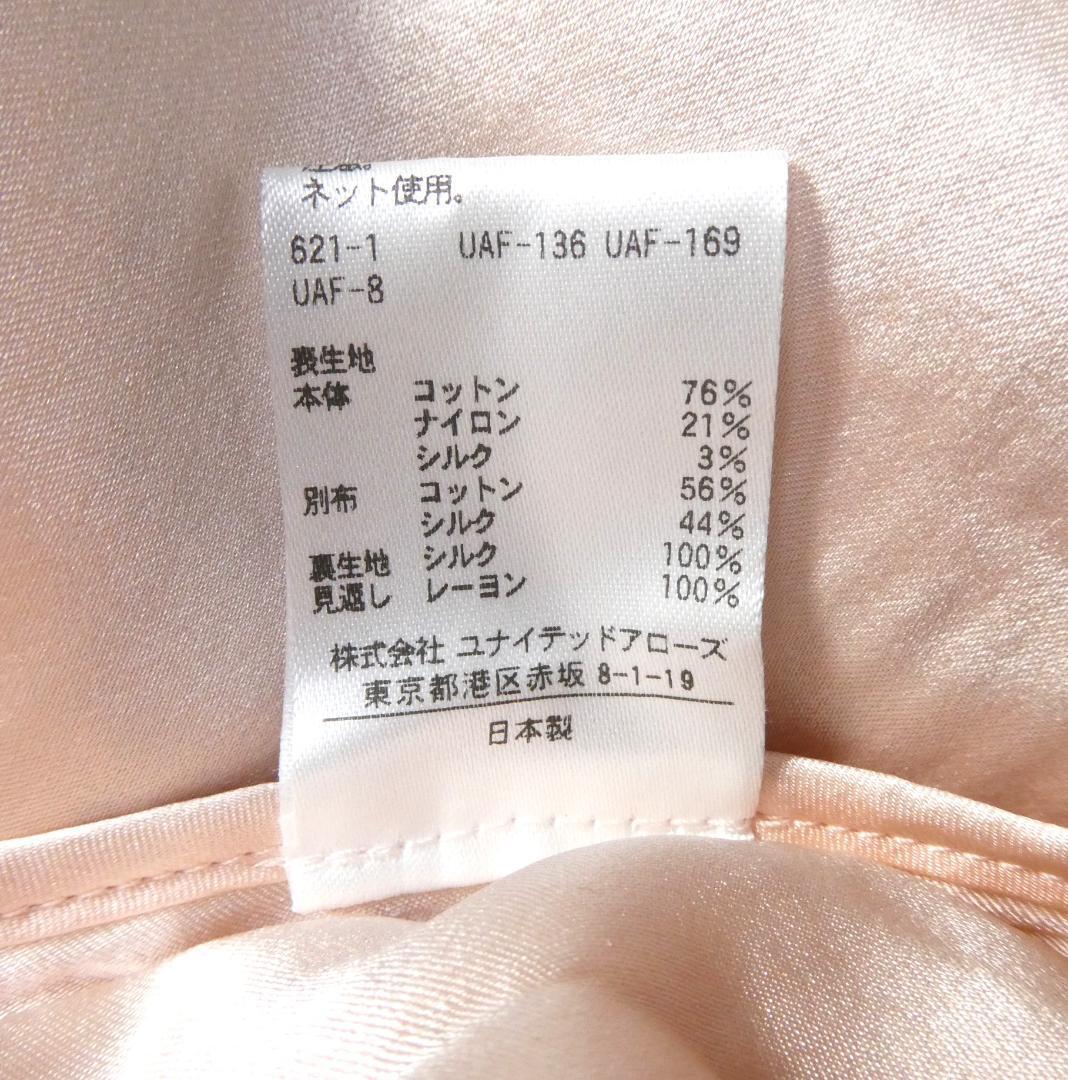 ネット使用。
621-1 UAF-136 UAF-169
UAF-8
表生地
本体 コットン 76%
ナイロン 21%
シルク 3%
別布 コットン 56%
シルク 44%
裏生地 シルク 100%
見返し レーヨン 100%
株式会社 ユナイテッドアローズ
東京都港区赤坂 8-1-19
日本製